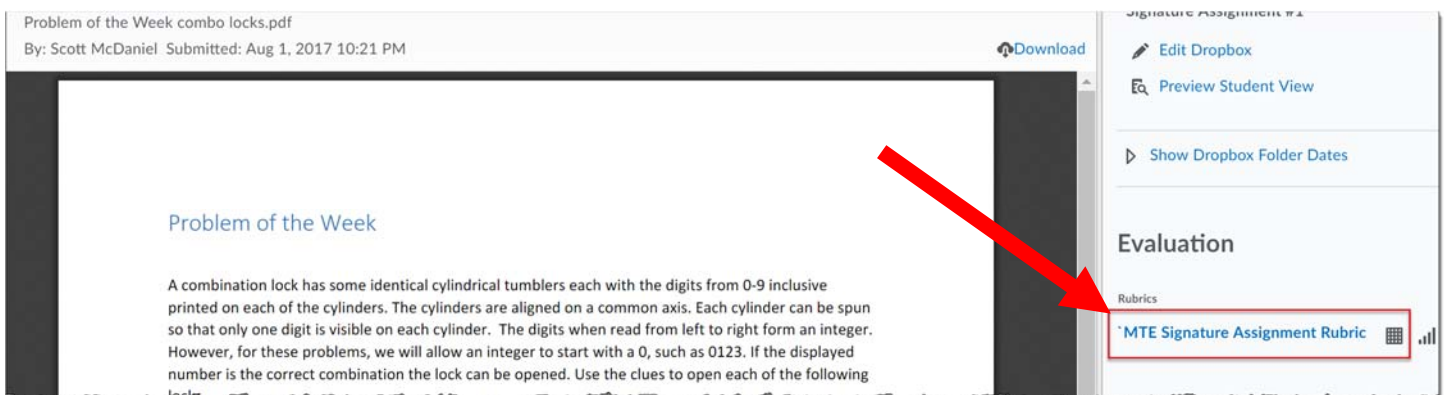 Problem of the Week combo locks.pdf
By: Scott McDaniel Submitted: Aug 1, 2017 10:21 PM
Download
Signature Assignment #1
Edit Dropbox
Preview Student View
Show Dropbox Folder Dates
Problem of the Week
Evaluation
A combination lock has some identical cylindrical tumblers each with the digits from 0-9 inclusive
printed on each of the cylinders. The cylinders are aligned on a common axis. Each cylinder can be spun
so that only one digit is visible on each cylinder. The digits when read from left to right form an integer.
However, for these problems, we will allow an integer to start with a 0, such as 0123. If the displayed
number is the correct combination the lock can be opened. Use the clues to open each of the following
Rubrics
`MTE Signature Assignment Rubric